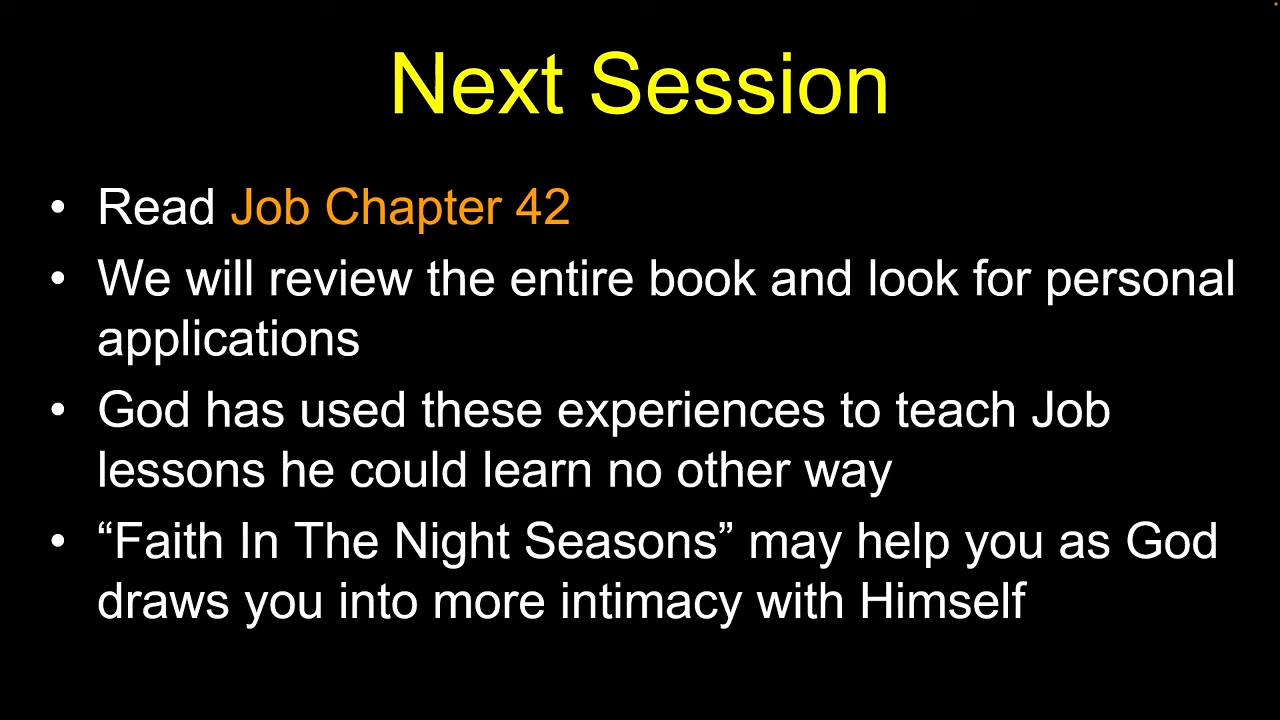 Next Session
• Read Job Chapter 42
• We will review the entire book and look for personal
applications
• God has used these experiences to teach Job
lessons he could learn no other way
• “Faith In The Night Seasons” may help you as God
draws you into more intimacy with Himself